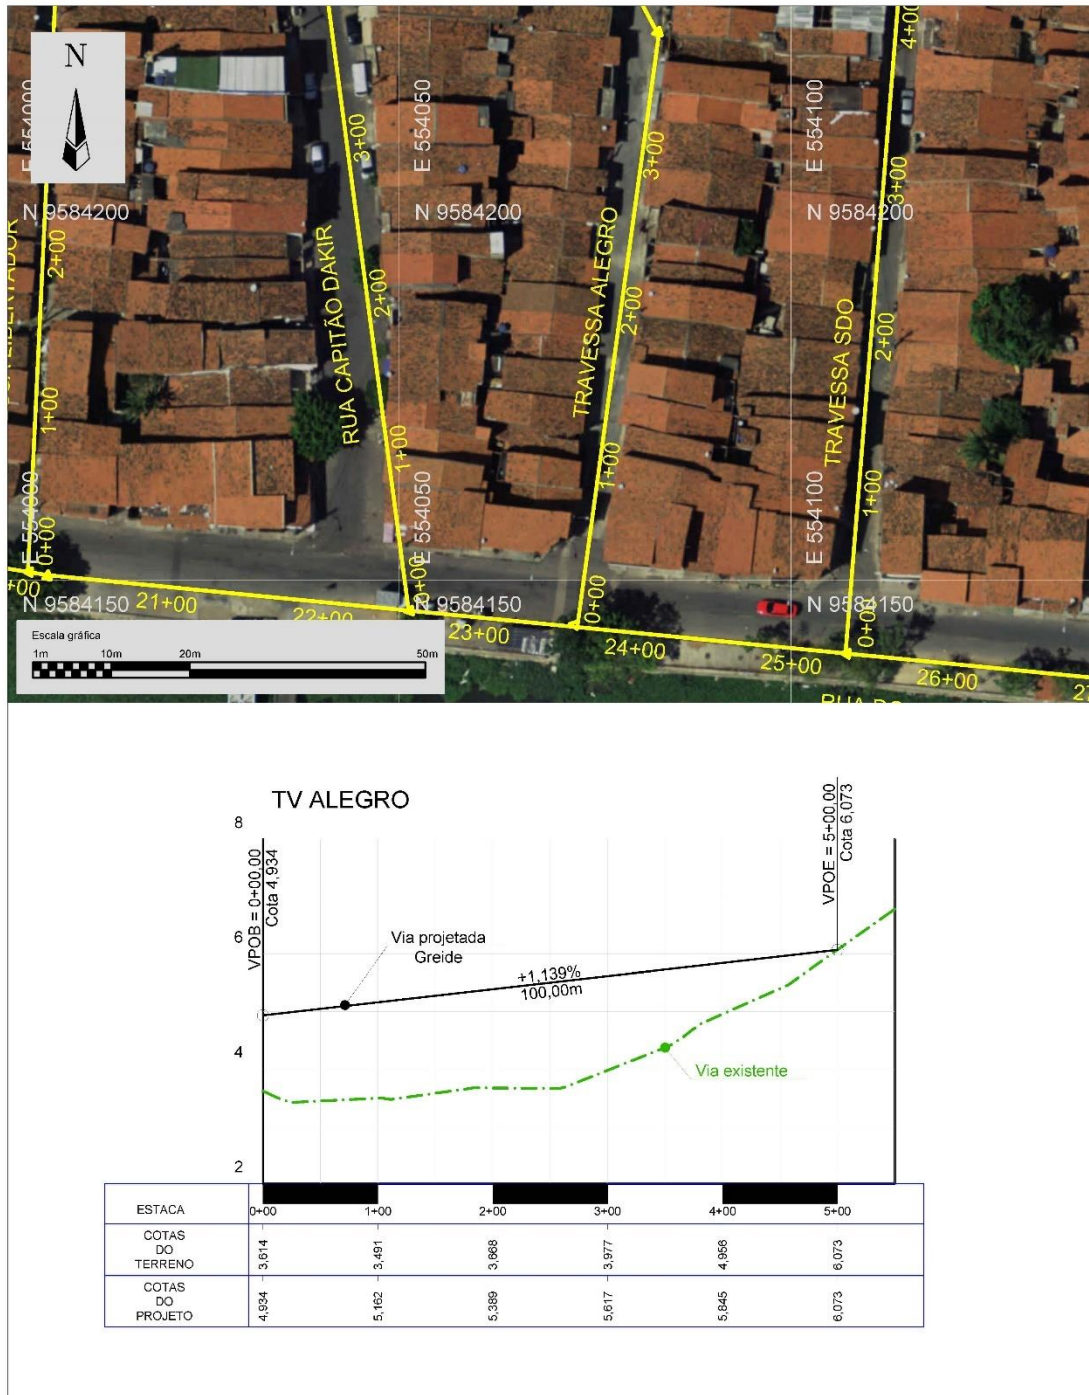 N
E 554000
E 554050
E 554100
4+00
3+00
3+00
3+00
N 9584200
N 9584200
N 9584200
2+00
RUA CAPITÃO DAKIR
2+00
TRAVESSA ALEGRO
2+00
TRAVESSA SDO
2+00
1+00
1+00
1+00
1+00
E 554000
E 554050
E 554100
0+00
0+00
0+00
0+00
N 9584150
N 9584150
N 9584150
21+00
22+00
23+00
24+00
25+00
26+00
Escala gráfica
1m 10m 20m 50m
TV ALEGRO
8
6
4
2
VPOB = 0+00,00
Cota 4,934
Via projetada
Greide
+1,139%
100,00m
VPOE = 5+00,00
Cota 6,073
Via existente
ESTACA 0+00 1+00 2+00 3+00 4+00 5+00
COTAS
DO
TERRENO
3,614 3,491 3,668 3,977 4,956 6,073
COTAS
DO
PROJETO
4,934 5,162 5,389 5,617 5,845 6,073